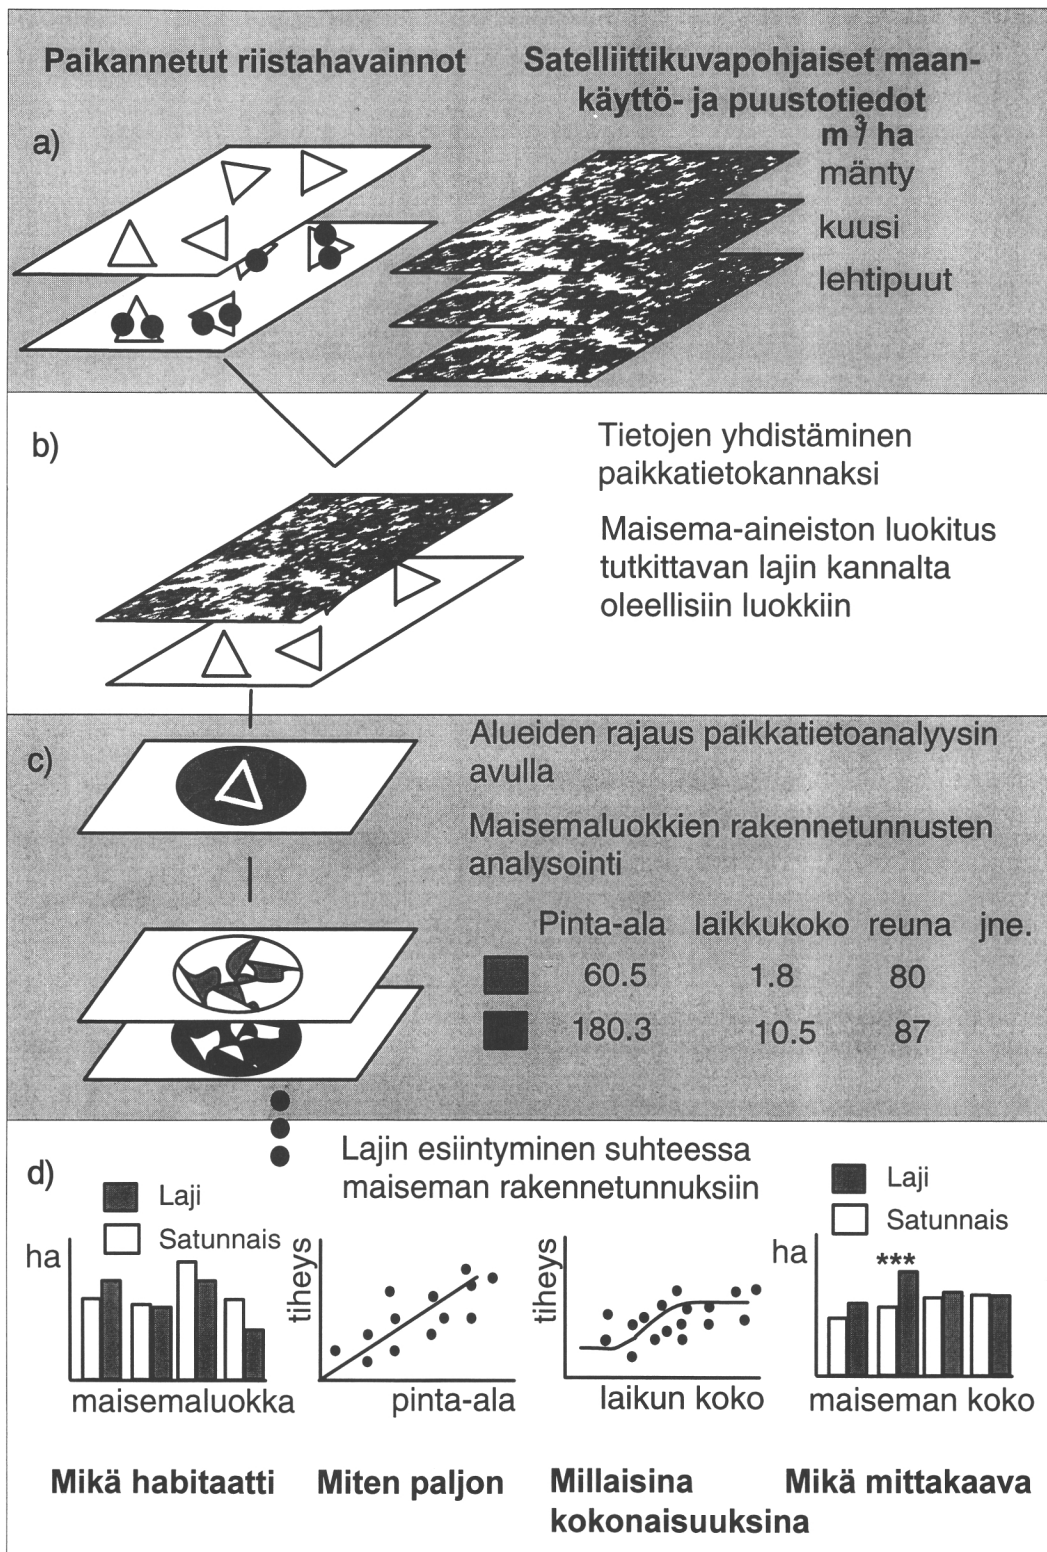 Paikannetut riistahavainnot
Satelliittikuvapohjaiset maan-
käyttö- ja puustotiedot
a)
m³/ ha
mänty
kuusi
lehtipuut
b)
Tietojen yhdistäminen
paikkatietokannaksi
Maisema-aineiston luokitus
tutkittavan lajin kannalta
oleellisiin luokkiin
c)
Alueiden rajaus paikkatietoanalyysin
avulla
Maisemaluokkien rakennetunnusten
analysointi
Pinta-ala laikkukoko reuna jne.
60.5 1.8 80
180.3 10.5 87
d)
Lajin esiintyminen suhteessa
maiseman rakennetunnuksiin
Laji
Satunnais
ha
maisemaluokka
tiheys
pinta-ala
tiheys
laikun koko
Laji
Satunnais
ha
***
maiseman koko
Mikä habitaatti
Miten paljon
Millaisina
kokonaisuuksina
Mikä mittakaava